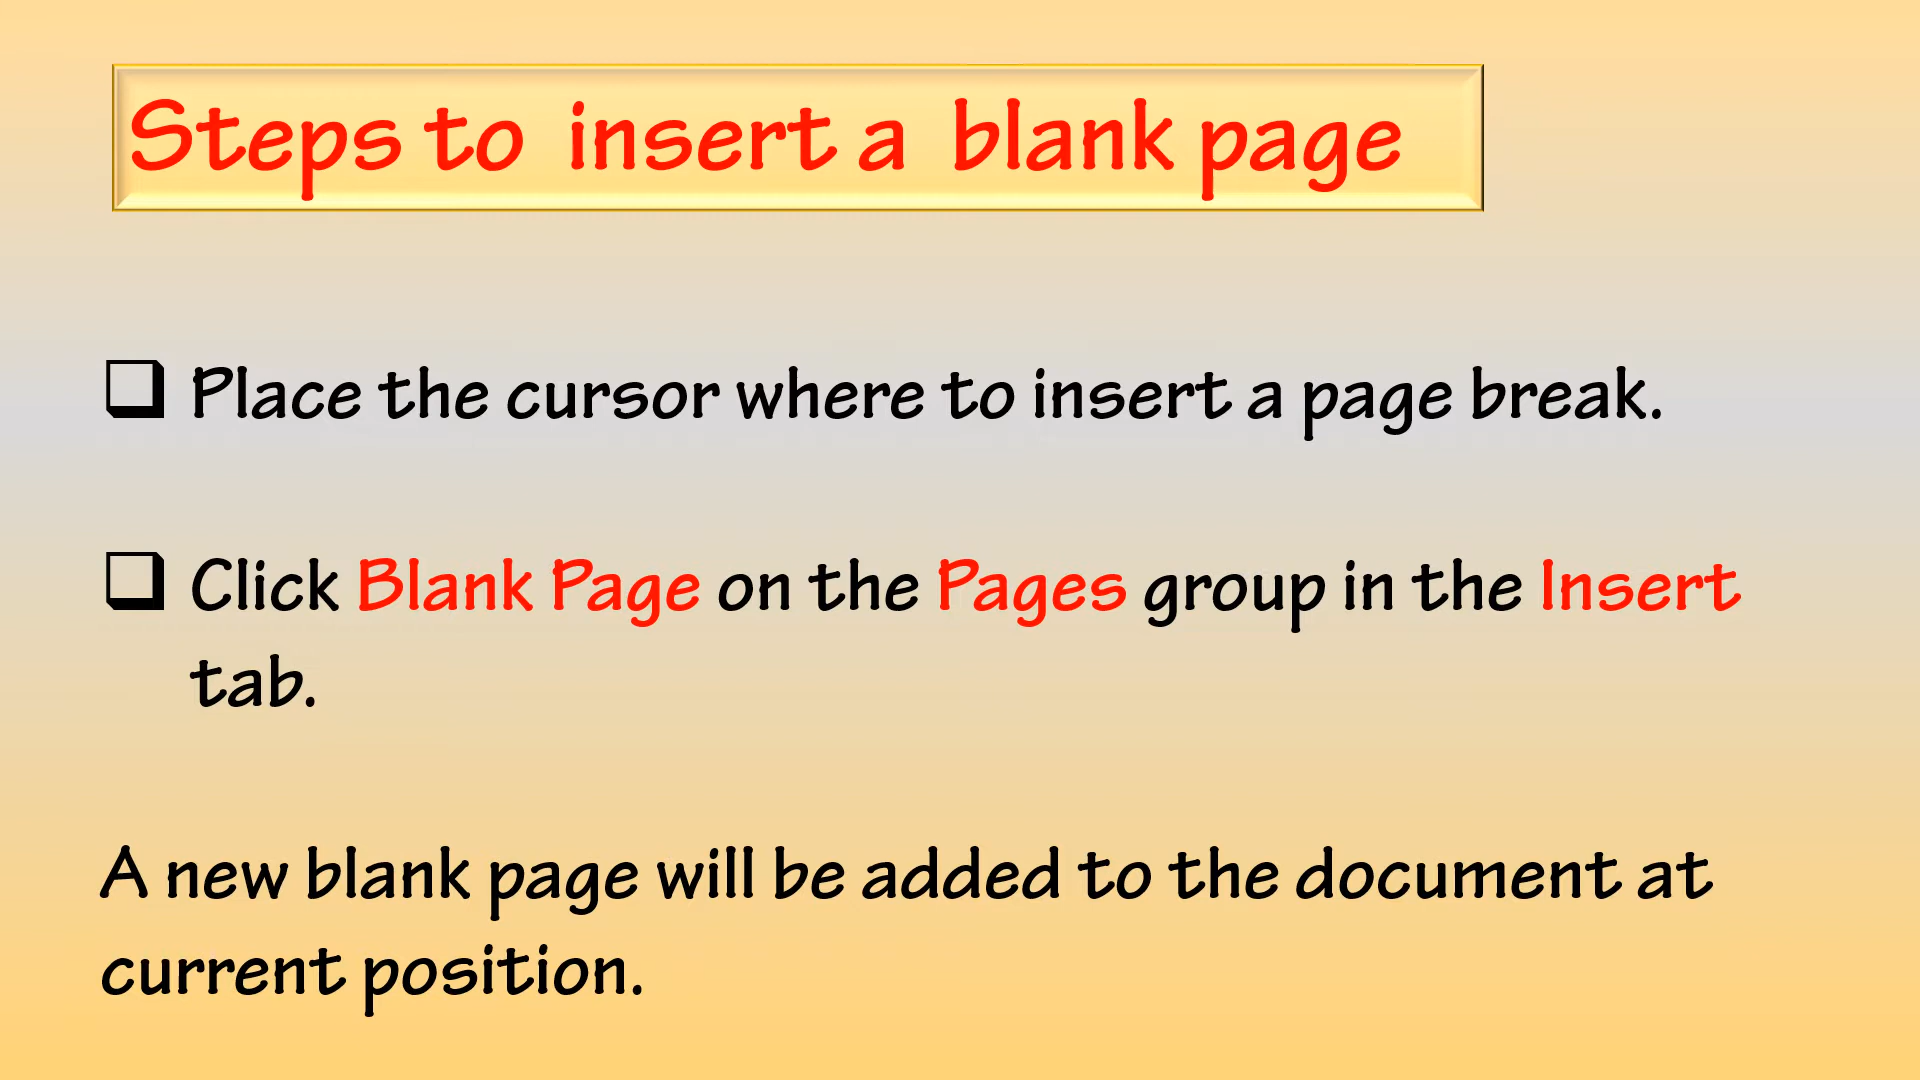 Steps to insert a blank page
Place the cursor where to insert a page break.
Click Blank Page on the Pages group in the Insert
tab.
A new blank page will be added to the document at
current position.